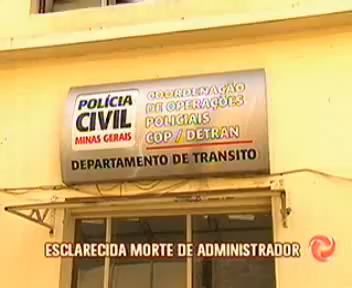 POLÍCIA
CIVIL
MINAS GERAIS
COORDENAÇÃO
DE OPERAÇÕES
POLICIAIS
COP / DETRAN
DEPARTAMENTO DE TRANSITO
ESCLARECIDA MORTE DE ADMINISTRADOR